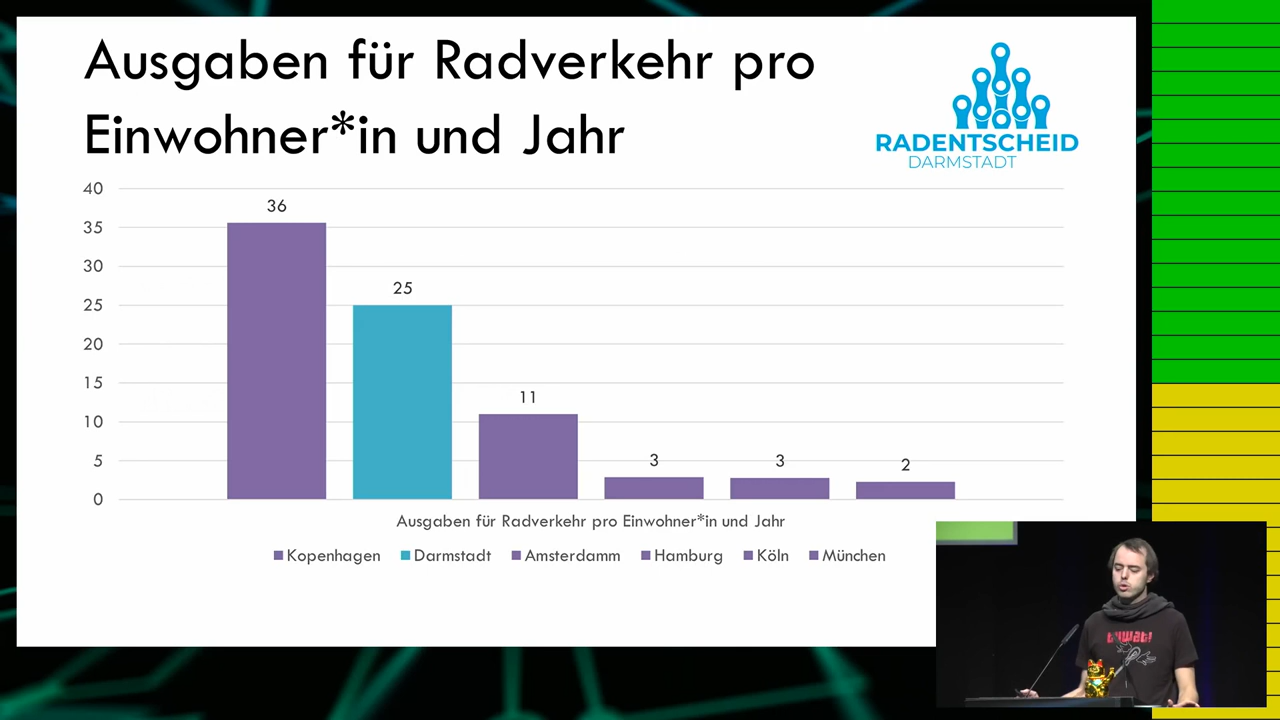 Ausgaben für Radverkehr pro
Einwohner*in und Jahr
RADENTSCHEID
DARMSTADT
40
35
30
25
20
15
10
5
0
36
25
11
3
3
2
Ausgaben für Radverkehr pro Einwohner*in und Jahr
Kopenhagen Darmstadt Amsterdamm Hamburg Köln München